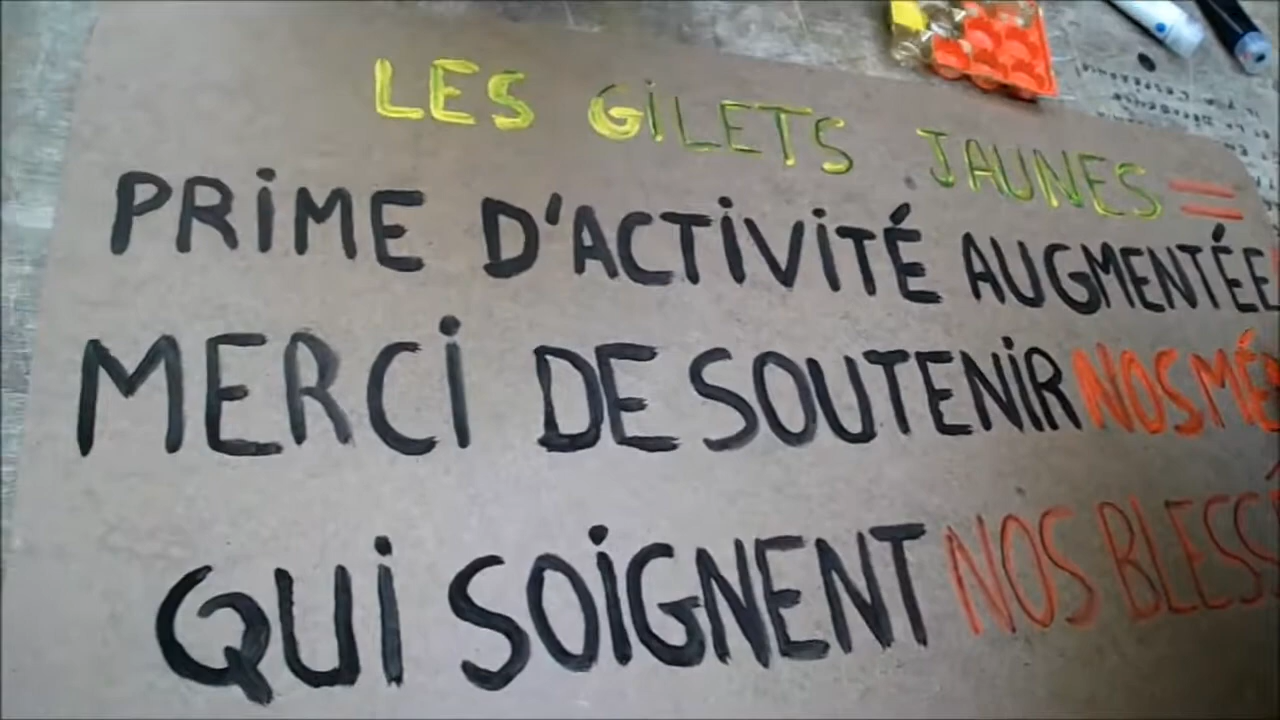 LES GILETS JAUNES =
PRIME D'ACTIVITÉ AUGMENTÉE
MERCI DE SOUTENIR NOS
QUI SOIGNENT NOS